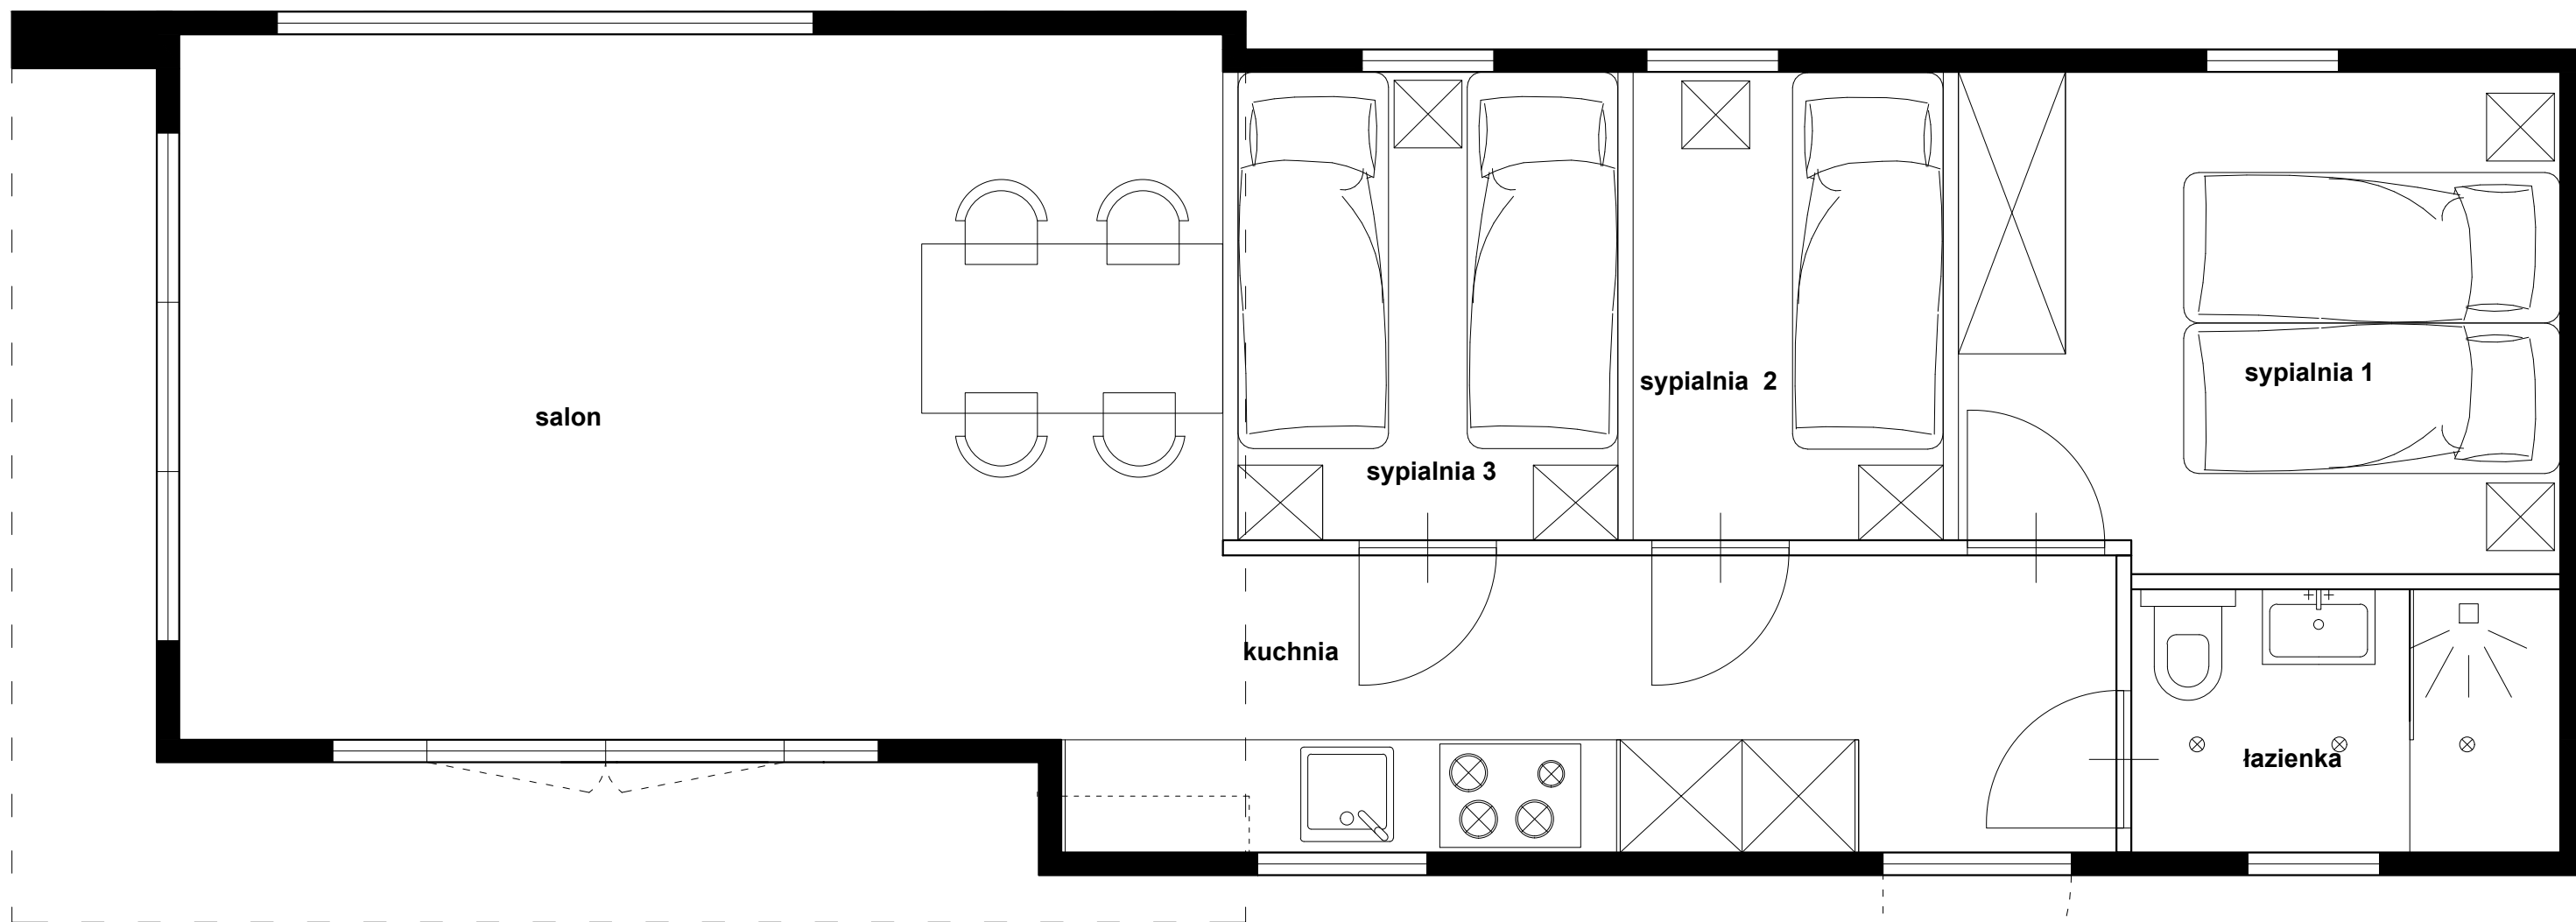 salon
sypialnia 3
sypialnia 2
sypialnia 1
kuchnia
łazienka